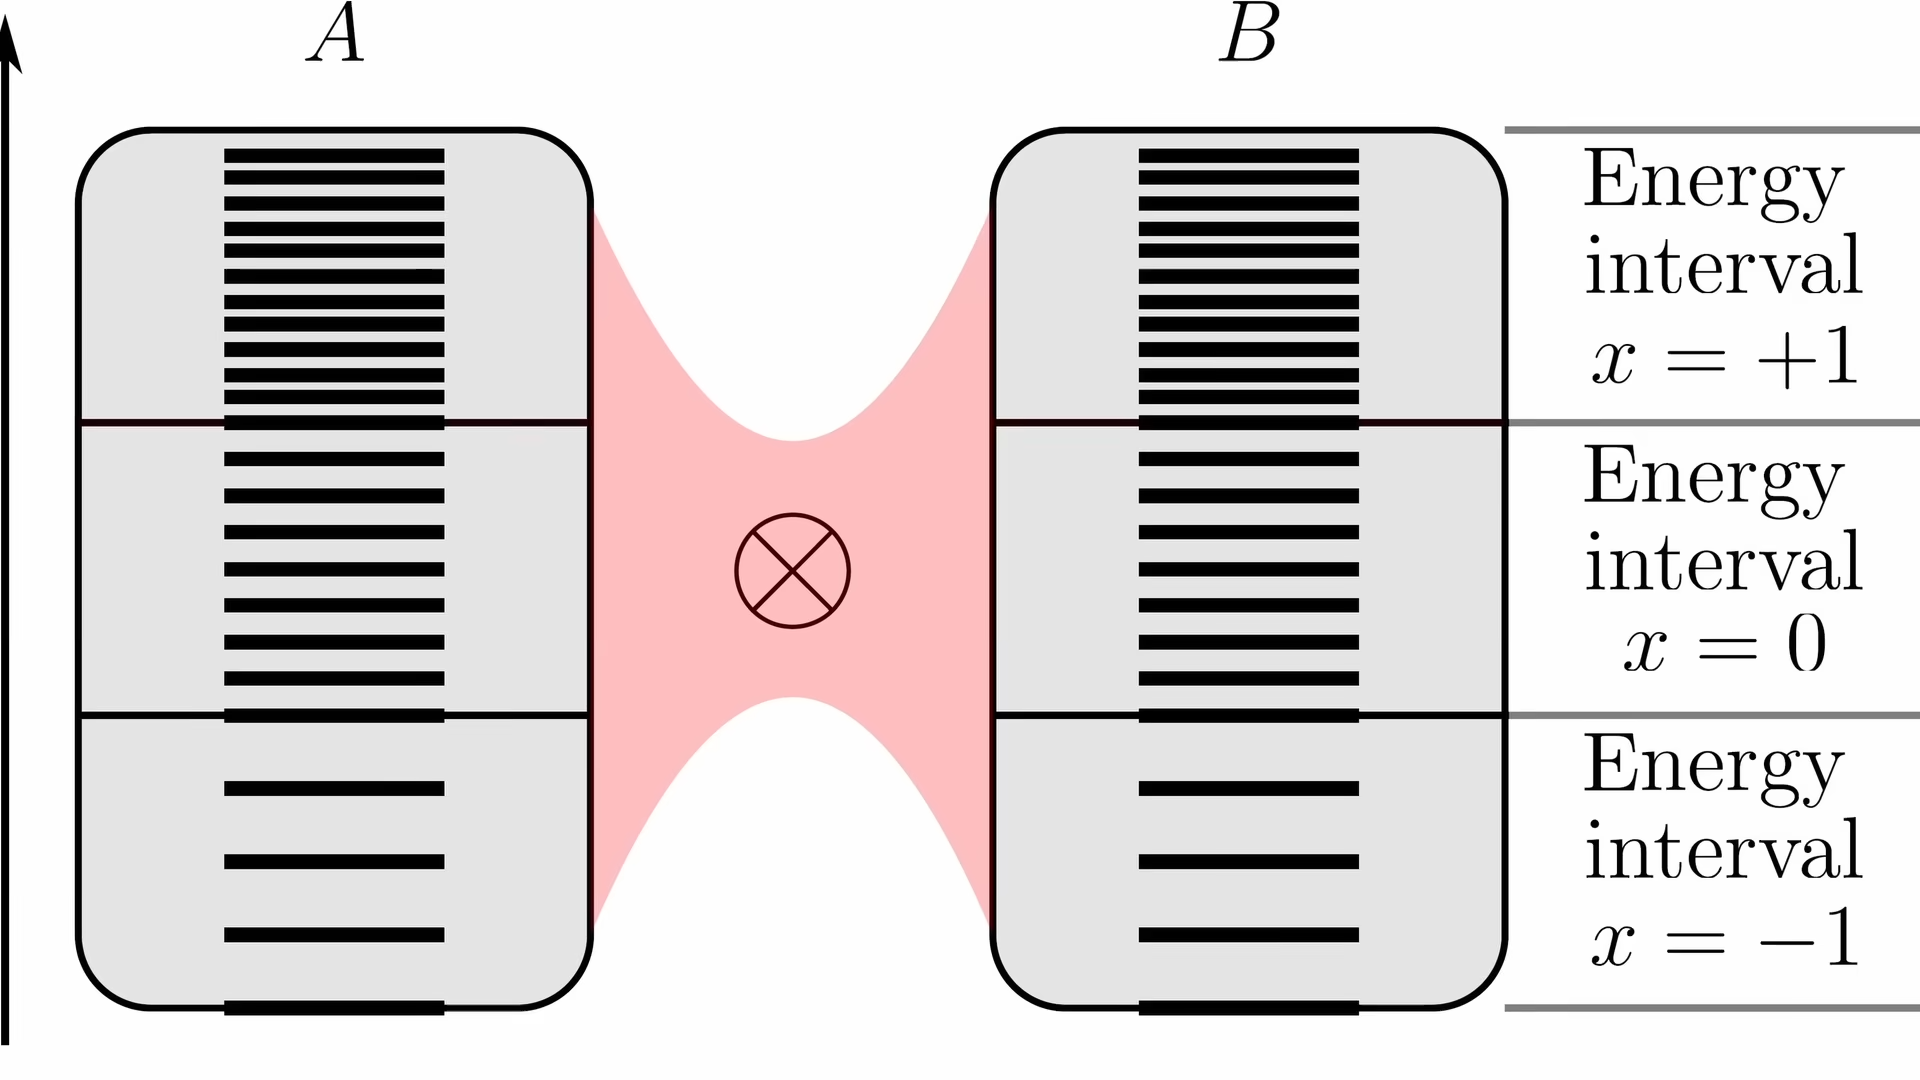 A
B
Energy
interval
x = +1
⊗
Energy
interval
x = 0
Energy
interval
x = −1